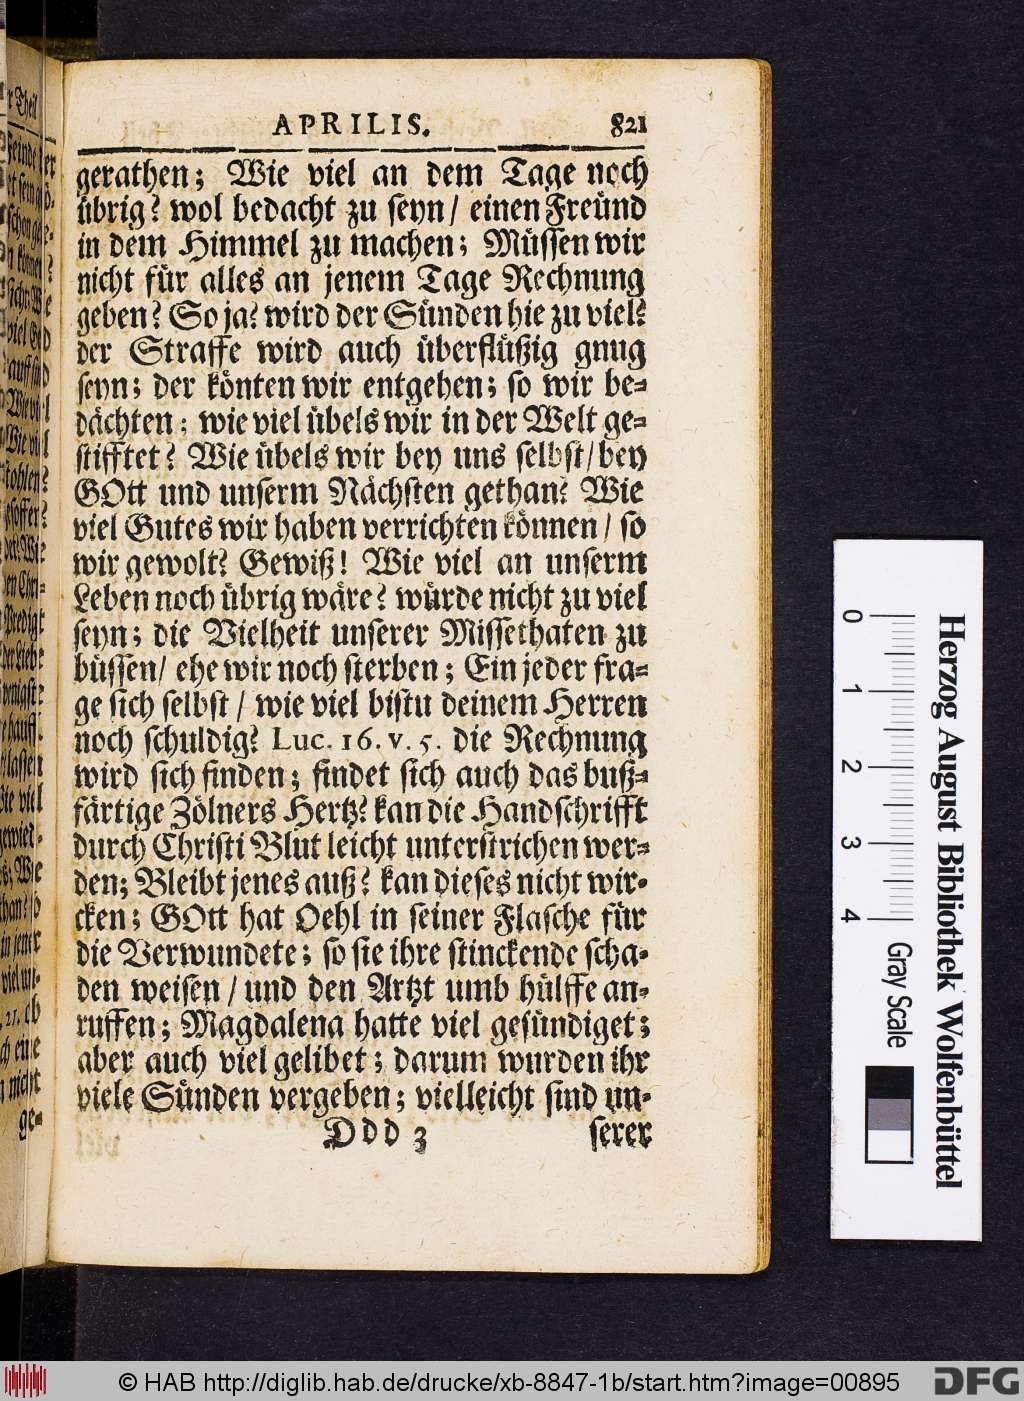 APRILIS. 821
gerathen; Wie viel an dem Tage noch
übrig? wol bedacht zu seyn/ einen Freünd
in dem Himmel zu machen; Müssen wir
nicht für alles an jenem Tage Rechnung
geben? So ja? wird der Sünden hie zu viel?
der Straffe wird auch überflüßig gnug
seyn; der könten wir entgehen; so wir be-
dächten; wie viel übels wir in der Welt ge-
stifftet? Wie übels wir bey uns selbst/ bey
GOtt und unserm Nächsten gethan? Wie
viel Gutes wir haben verrichten können/ so
wir gewolt? Gewiß! Wie viel an unserm
Leben noch übrig wäre? würde nicht zu viel
seyn; die Vielheit unserer Missethaten zu
büssen/ ehe wir noch sterben; Ein jeder fra-
ge sich selbst/ wie viel bistu deinem Herren
noch schuldig? Luc. 16. v. 5. die Rechnung
wird sich finden; findet sich auch das buß-
färtige Zölners Hertz? kan die Handschrifft
durch Christi Blut leicht unterstrichen wer-
den; Bleibt jenes auß? kan dieses nicht wir-
cken; GOtt hat Oehl in seiner Flasche für
die Verwundete; so sie ihre stinckende scha-
den weisen/ und den Artzt umb hülffe an-
ruffen; Magdalena hatte viel gesündiget;
aber auch viel gelibet; darum wurden ihr
viele Sünden vergeben; vielleicht sind un-
Ddd 3 serer
0 1 2 3 4
Gray Scale
Herzog August Bibliothek Wolfenbüttel
© HAB http://diglib.hab.de/drucke/xb-8847-1b/start.htm?image=00895
DFG